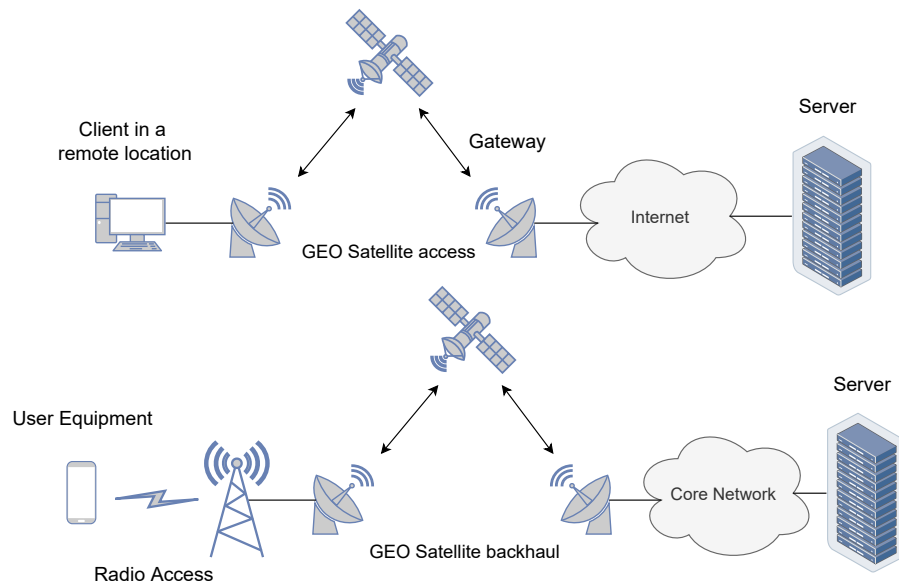 Server
Client in a
remote location
Gateway
Internet
GEO Satellite access
Server
User Equipment
Core Network
GEO Satellite backhaul
Radio Access